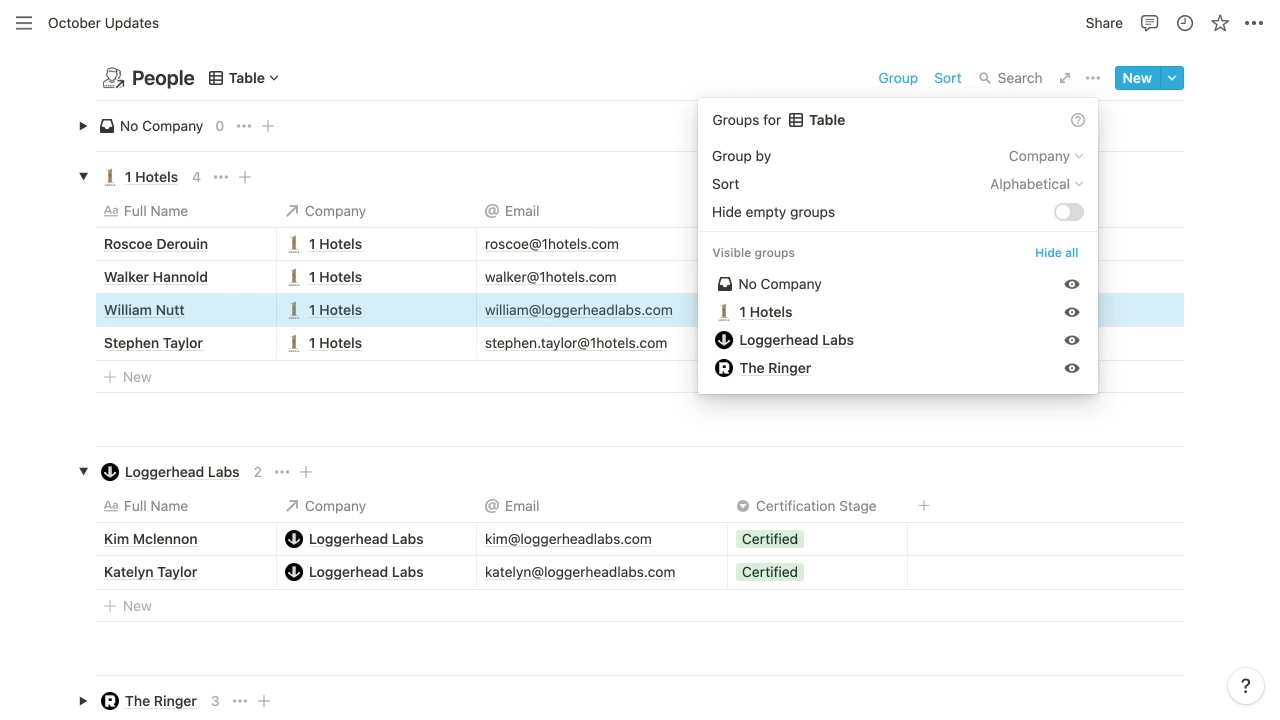 October Updates
Share
People Table
Group Sort Search New
No Company 0
1 Hotels 4
Aa Full Name Company @ Email
Roscoe Derouin 1 Hotels roscoe@1hotels.com
Walker Hannold 1 Hotels walker@1hotels.com
William Nutt 1 Hotels william@loggerheadlabs.com
Stephen Taylor 1 Hotels stephen.taylor@1hotels.com
+ New
Groups for Table ?
Group by Company
Sort Alphabetical
Hide empty groups
Visible groups Hide all
No Company
1 Hotels
Loggerhead Labs
R The Ringer
Loggerhead Labs 2
Aa Full Name Company @ Email Certification Stage
Kim Mclennon Loggerhead Labs kim@loggerheadlabs.com Certified
Katelyn Taylor Loggerhead Labs katelyn@loggerheadlabs.com Certified
+ New
R The Ringer 3
?